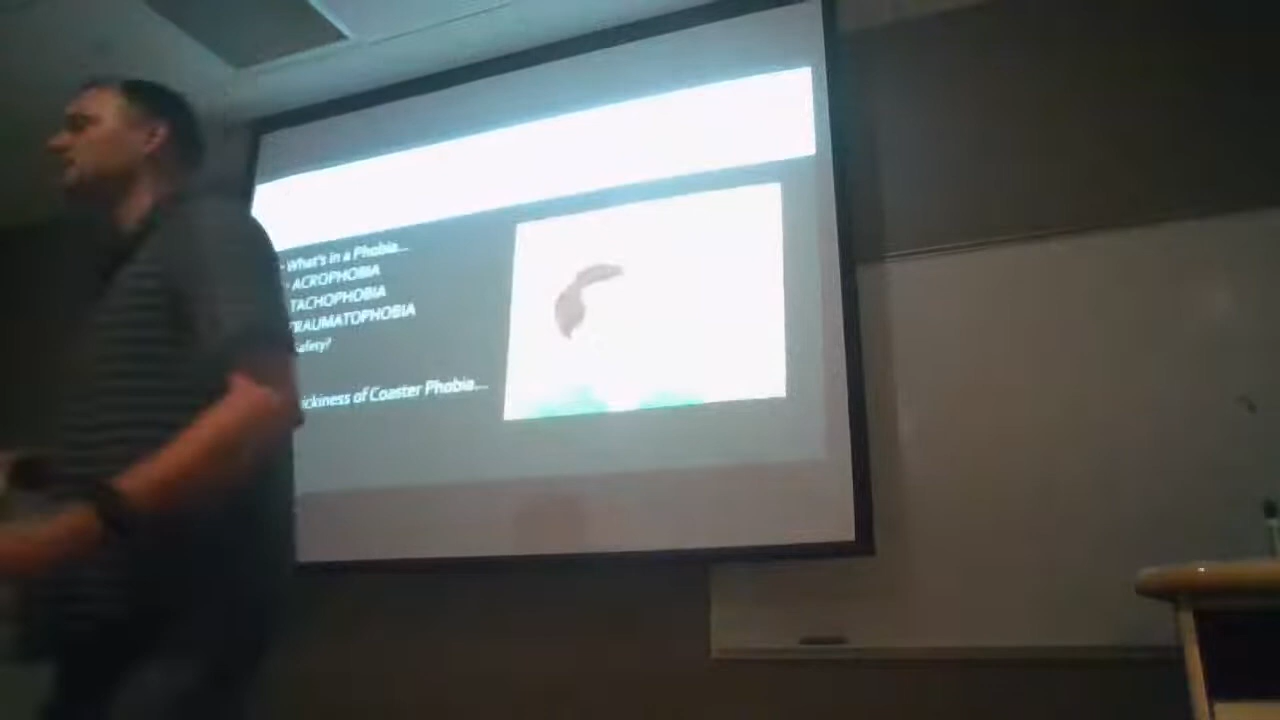 - What's in a Phobia...
- ACROPHOBIA
TACHOPHOBIA
TRAUMATOPHOBIA
Safety?
ickiness of Coaster Phobia...